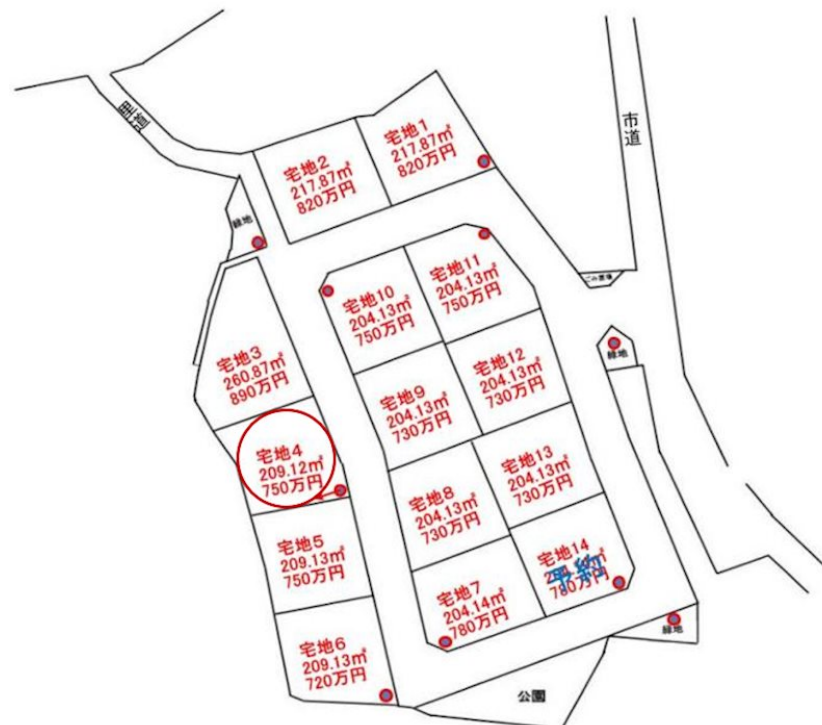 里道
市道
宅地1
217.87㎡
820万円
宅地2
217.87㎡
820万円
緑地
宅地11
204.13㎡
750万円
宅地10
204.13㎡
750万円
宅地3
260.87㎡
890万円
宅地12
204.13㎡
730万円
緑地
宅地9
204.13㎡
730万円
宅地4
209.12㎡
750万円
宅地13
204.13㎡
730万円
宅地8
204.13㎡
730万円
宅地5
209.13㎡
750万円
宅地14
予約
780万円
宅地7
204.14㎡
780万円
宅地6
209.13㎡
720万円
緑地
公園